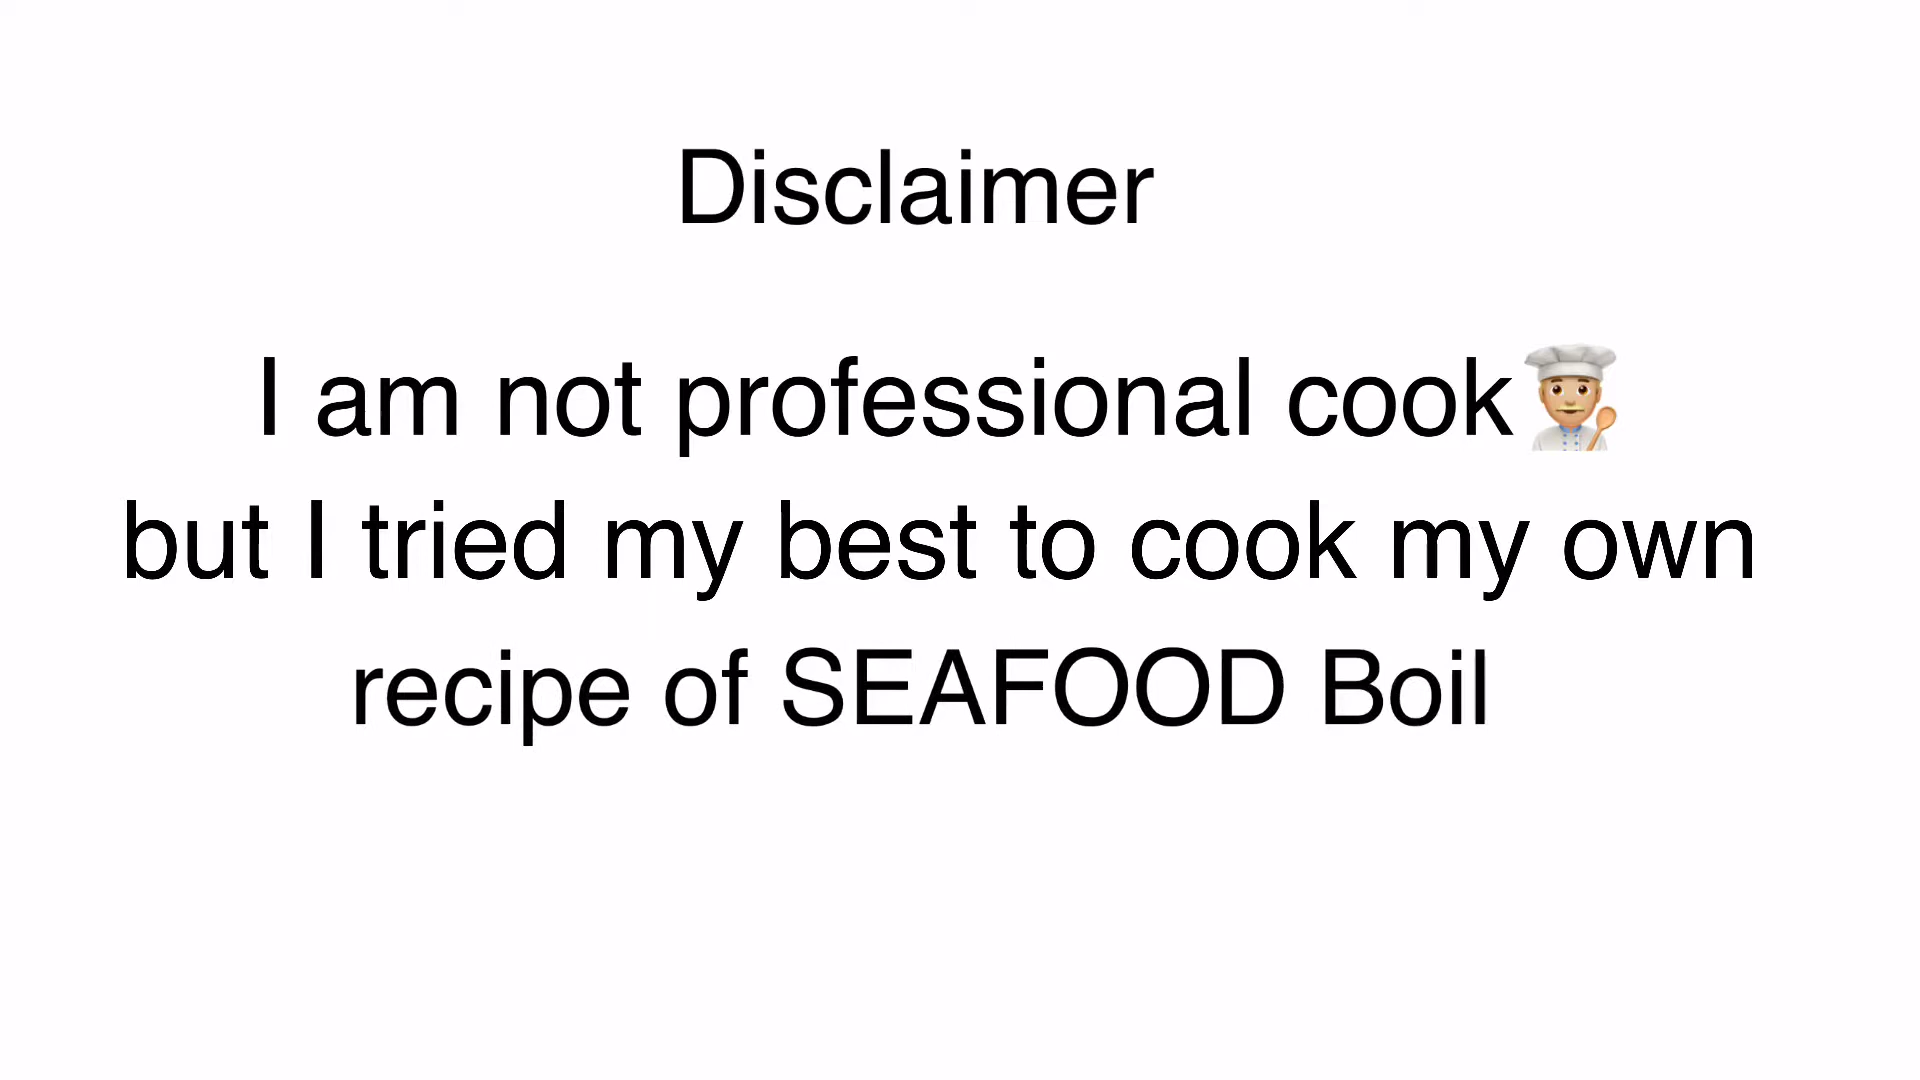 Disclaimer
I am not professional cook👨🏼‍🍳
but I tried my best to cook my own
recipe of SEAFOOD Boil